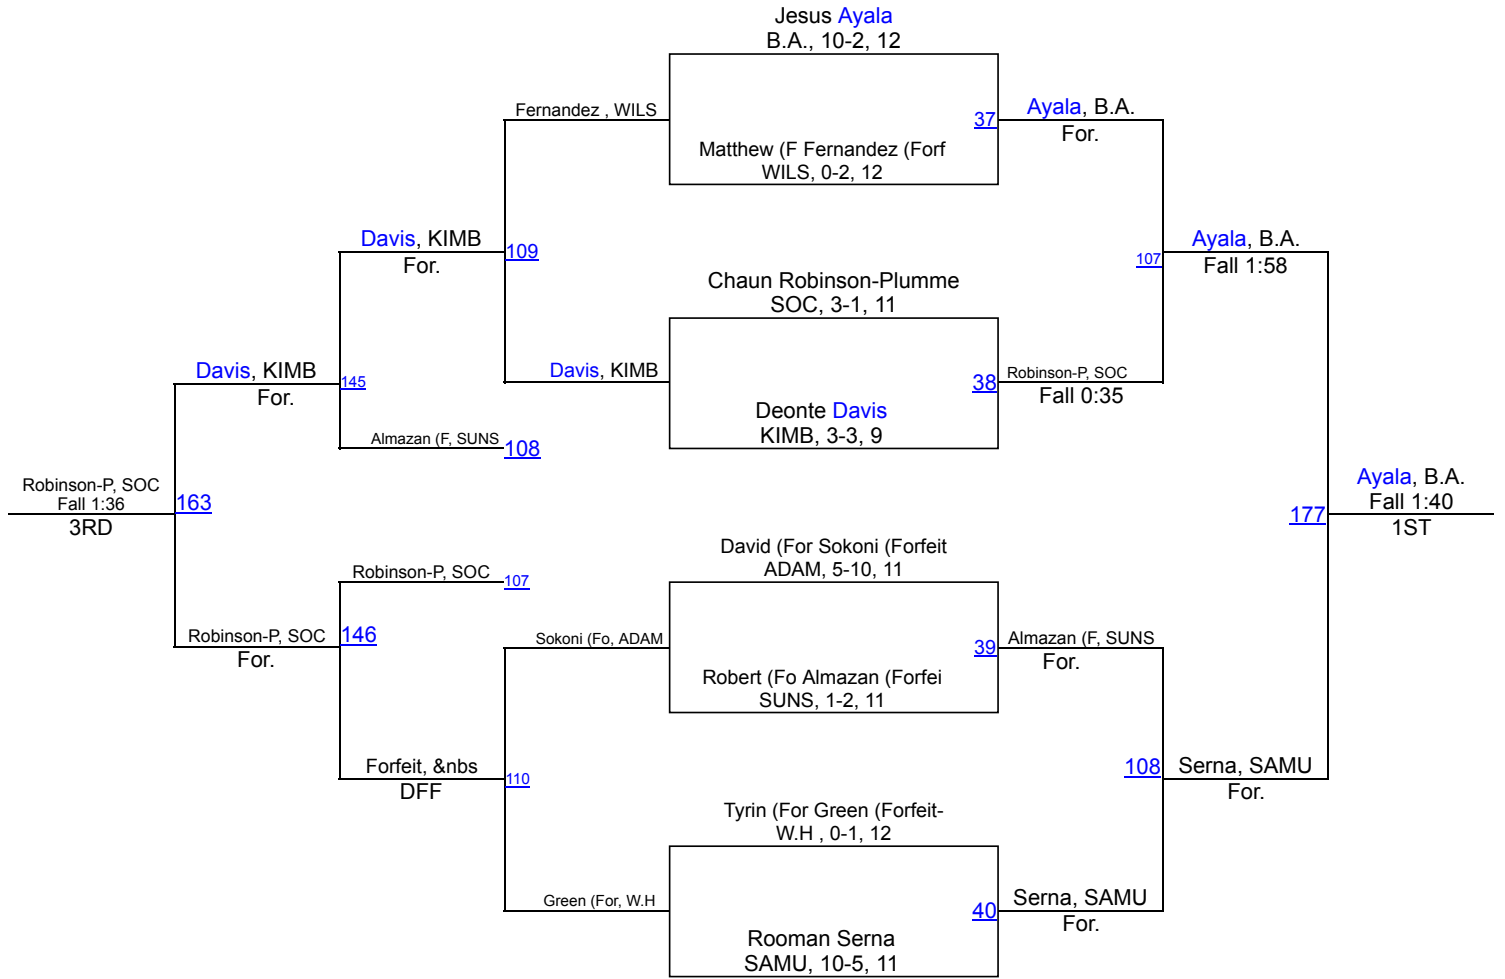 Jesus Ayala
B.A., 10-2, 12
Fernandez , WILS
37
Ayala, B.A.
For.
Matthew (F Fernandez (Forf
WILS, 0-2, 12
Davis, KIMB
For.
109
Ayala, B.A.
Fall 1:58
107
Chaun Robinson-Plumme
SOC, 3-1, 11
Davis, KIMB
For.
145
Davis, KIMB
38
Robinson-P, SOC
Fall 0:35
Deonte Davis
KIMB, 3-3, 9
Almazan (F, SUNS
108
Robinson-P, SOC
Fall 1:36
3RD
163
177
Ayala, B.A.
Fall 1:40
1ST
David (For Sokoni (Forfeit
ADAM, 5-10, 11
Robinson-P, SOC
107
Robinson-P, SOC
For.
146
Sokoni (Fo, ADAM
39
Almazan (F, SUNS
For.
Robert (Fo Almazan (Forfei
SUNS, 1-2, 11
Forfeit, &nbs
DFF
110
108
Serna, SAMU
For.
Tyrin (For Green (Forfeit-
W.H , 0-1, 12
Green (For, W.H
40
Serna, SAMU
For.
Rooman Serna
SAMU, 10-5, 11